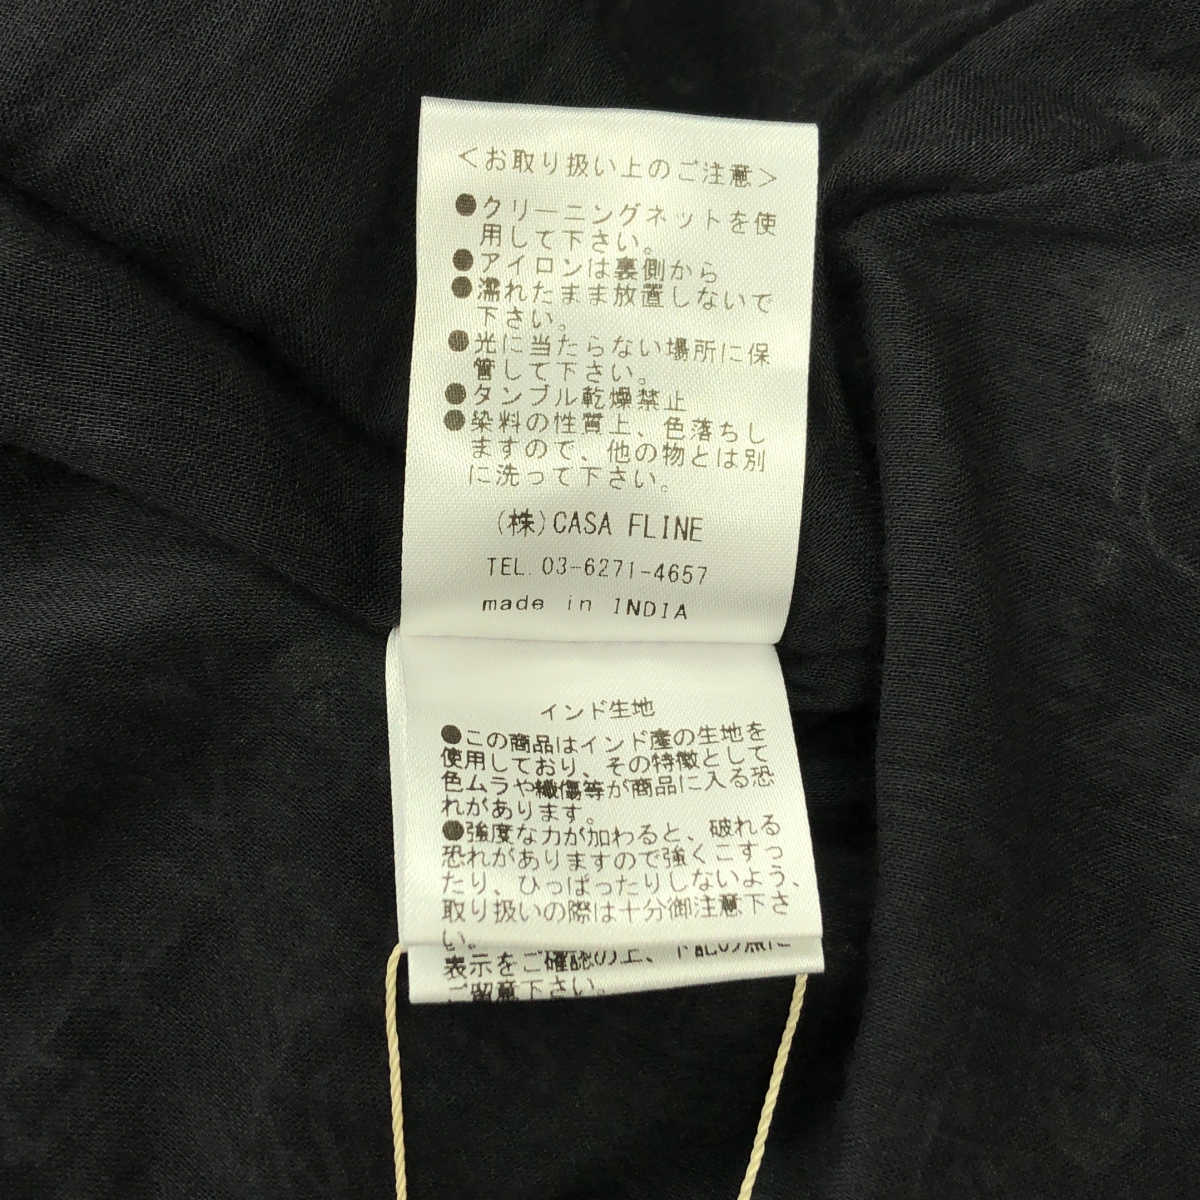 ＜お取り扱い上のご注意＞
●クリーニングネットを使
用して下さい。
●アイロンは裏側から
●濡れたまま放置しないで
下さい。
●光に当たらない場所に保
管して下さい。
●タンブル乾燥禁止
●染料の性質上、色落ちし
ますので、他の物とは別
に洗って下さい。
(株)CASA FLINE
TEL. 03-6271-4657
made in INDIA
インド生地
●この商品はインド産の生地を
使用しており、その特徴として
色ムラや織傷等が商品に入る恐
れがあります。
●強度な力が加わると、破れる
恐れがありますので強くこすっ
たり、ひっぱったりしないよう、
取り扱いの際は十分御注意下さ
い。
表示をご確認の上、下記の点に
ご留意下さい。